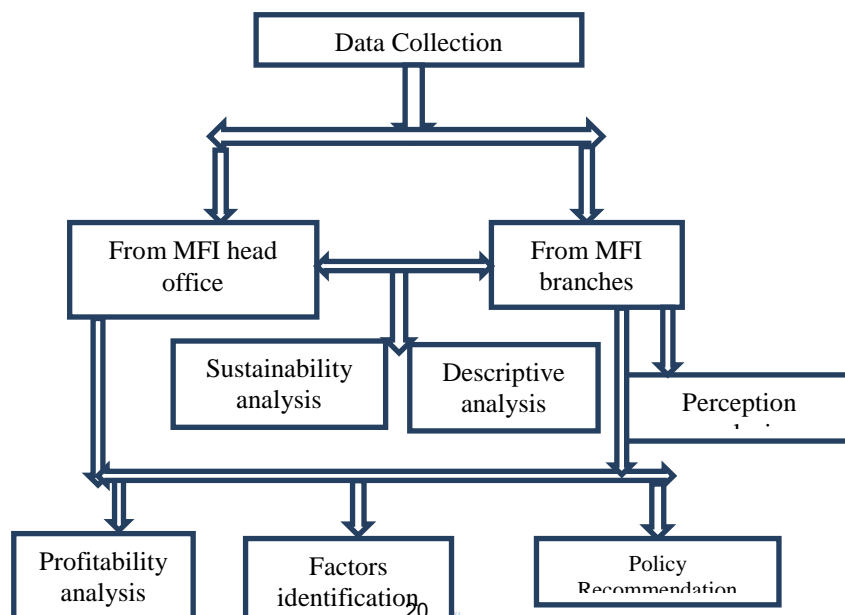 Data Collection
From MFI head
office
From MFI
branches
Sustainability
analysis
Descriptive
analysis
Perception
Profitability
analysis
Factors
identification
Policy
Recommendation
20